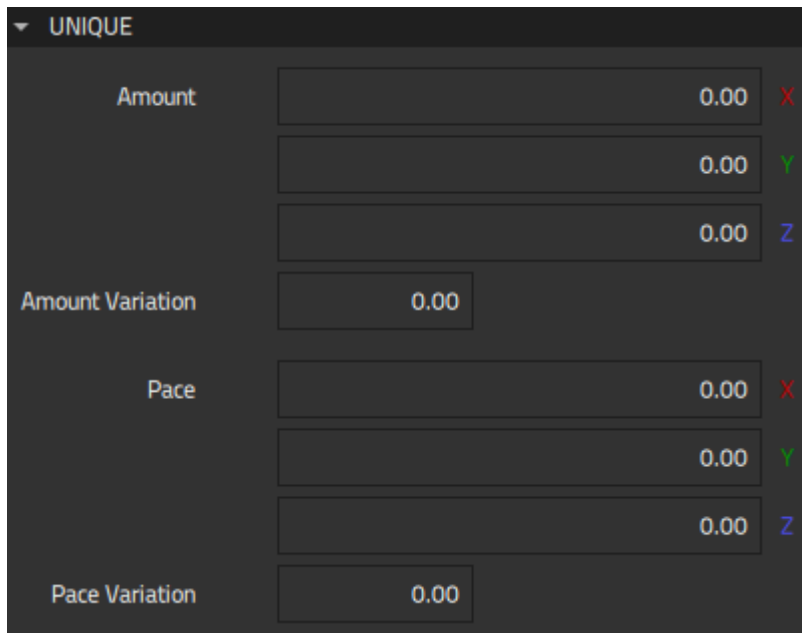 UNIQUE
Amount 0.00 X
0.00 Y
0.00 Z
Amount Variation 0.00
Pace 0.00 X
0.00 Y
0.00 Z
Pace Variation 0.00